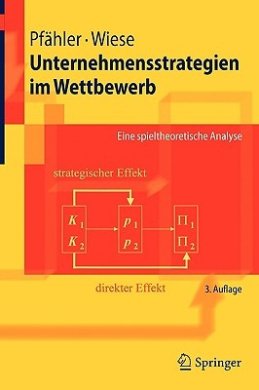 Pfähler · Wiese
Unternehmensstrategien
im Wettbewerb
Eine spieltheoretische Analyse
strategischer Effekt
K₁ p₁ Π₁
K₂ p₂ Π₂
direkter Effekt
3. Auflage
Springer